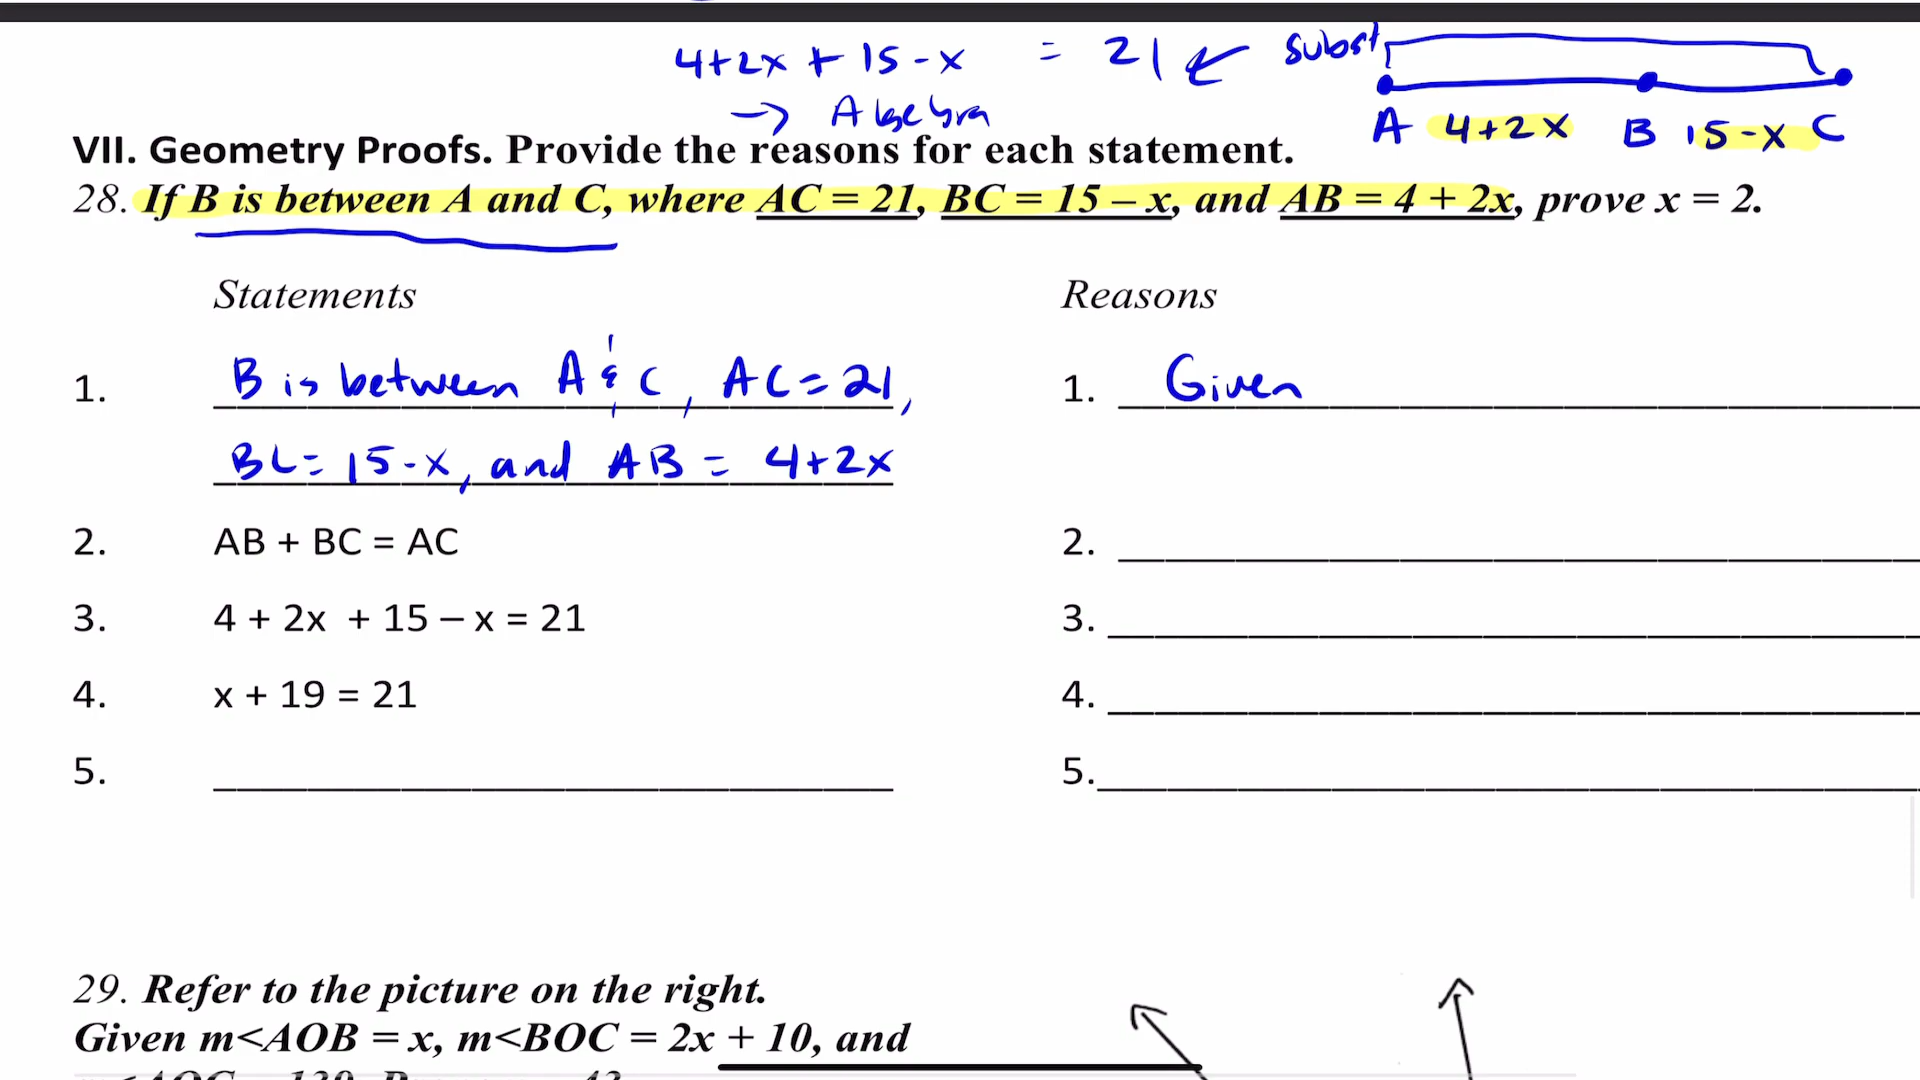 4+2x + 15-x = 21 ← subst
→ Algebra
A 4+2x B 15-x C
VII. Geometry Proofs. Provide the reasons for each statement.
28. If B is between A and C, where AC = 21, BC = 15 – x, and AB = 4 + 2x, prove x = 2.
Statements Reasons
1. B is between A & C, AC = 21, 1. Given
BC = 15-x, and AB = 4+2x
2. AB + BC = AC 2.
3. 4 + 2x + 15 – x = 21 3.
4. x + 19 = 21 4.
5. 5.
29. Refer to the picture on the right.
Given m<AOB = x, m<BOC = 2x + 10, and